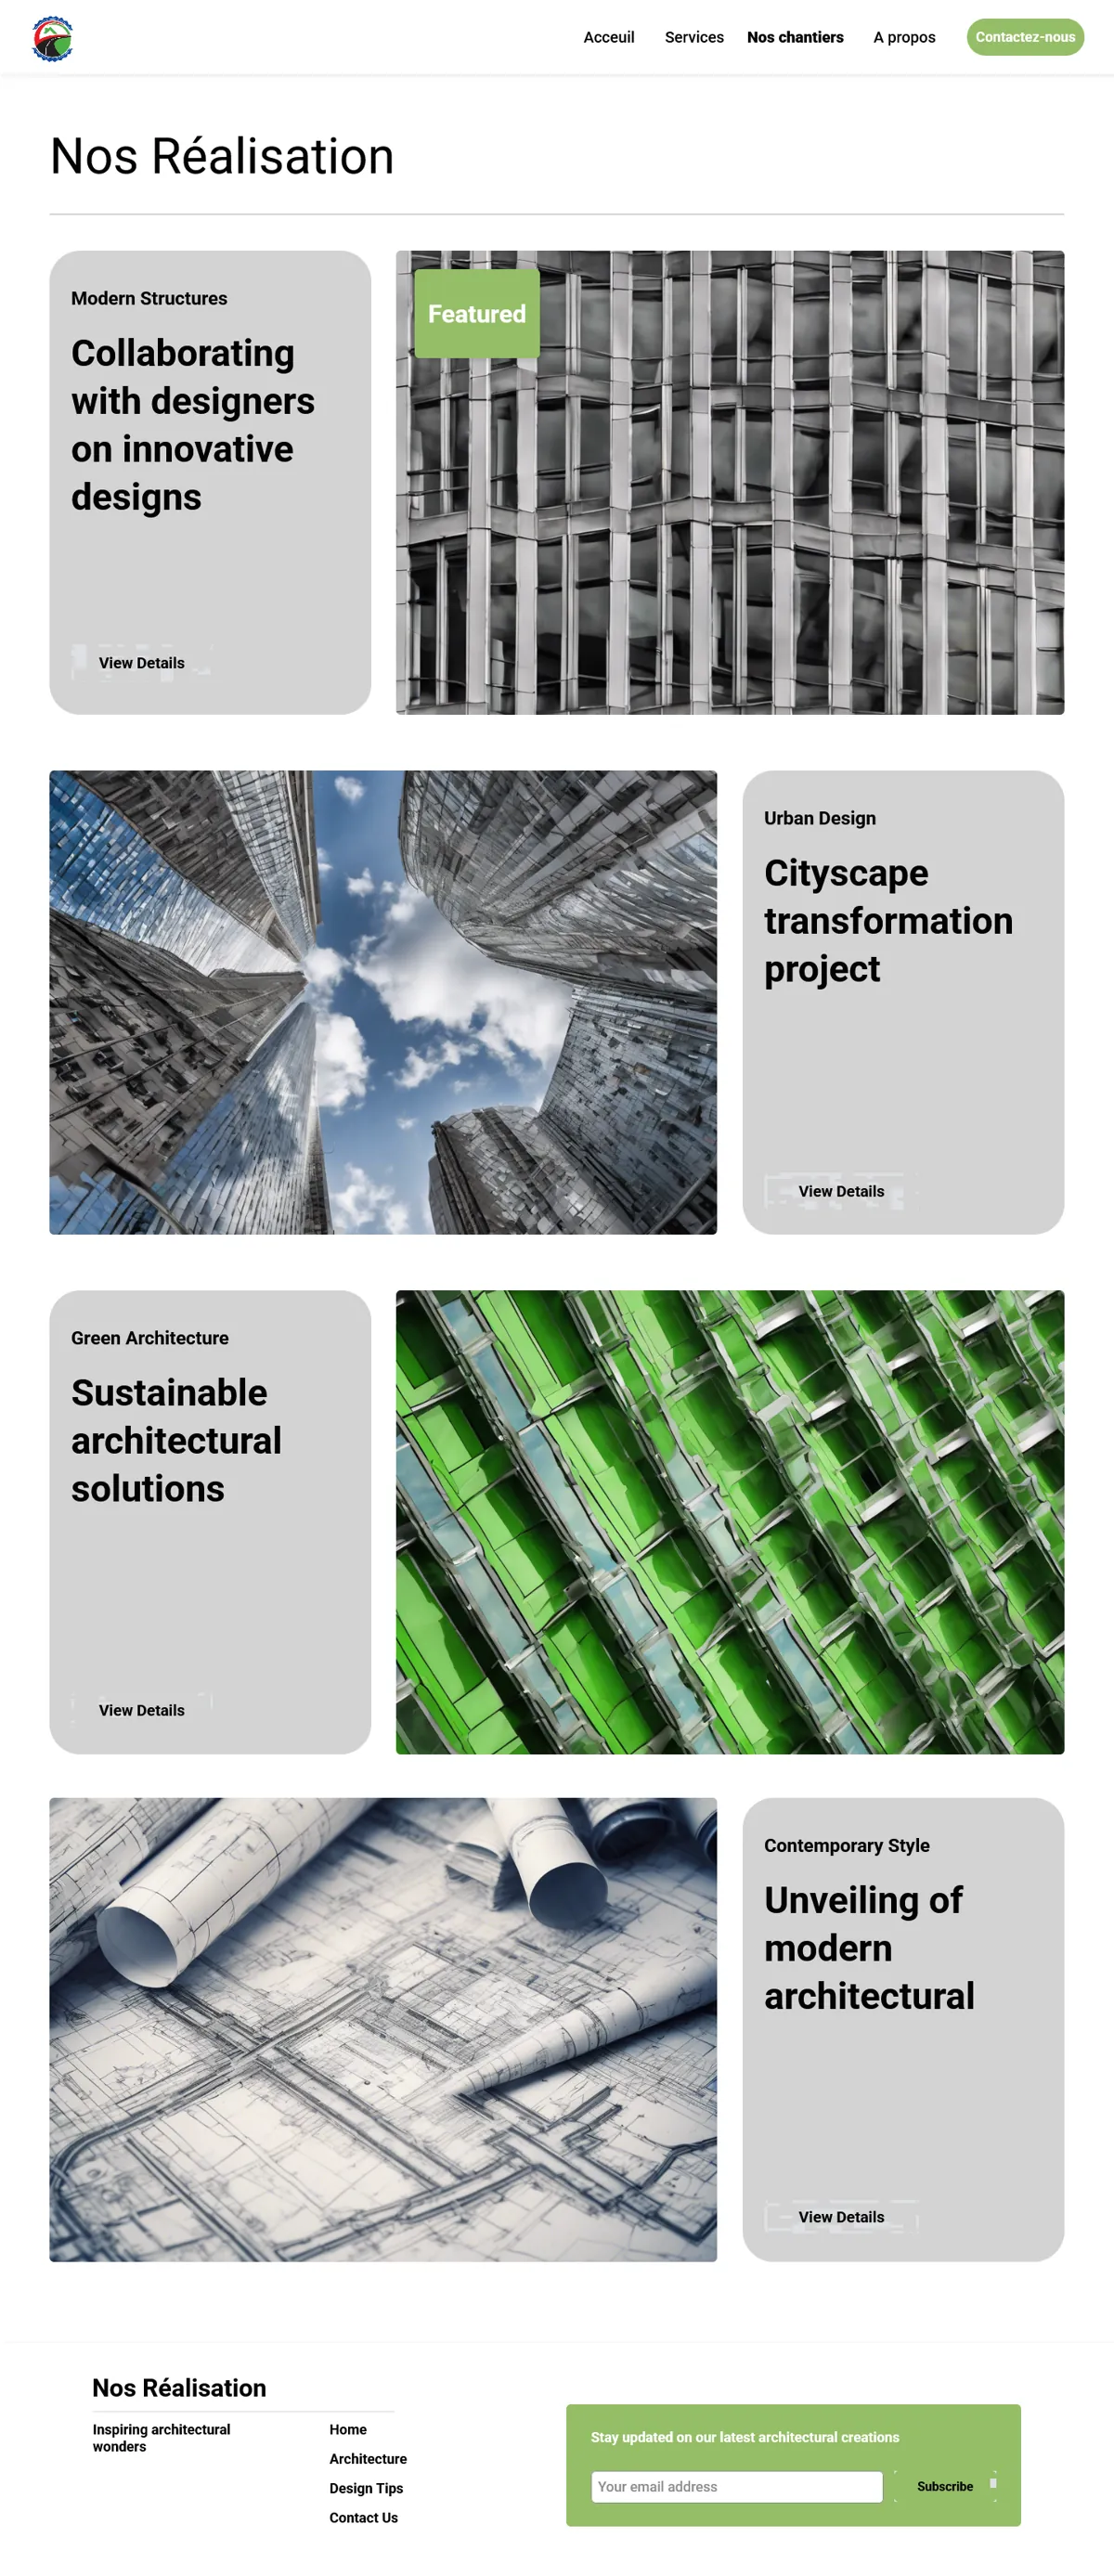 Acceuil Services Nos chantiers A propos Contactez-nous
Nos Réalisation
Modern Structures
Collaborating
with designers
on innovative
designs
View Details
Featured
Urban Design
Cityscape
transformation
project
View Details
Green Architecture
Sustainable
architectural
solutions
View Details
Contemporary Style
Unveiling of
modern
architectural
View Details
Nos Réalisation
Inspiring architectural
wonders
Home
Architecture
Design Tips
Contact Us
Stay updated on our latest architectural creations
Your email address
Subscribe